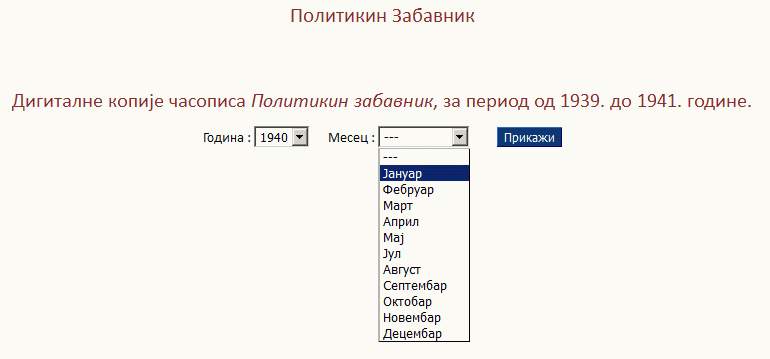 Политикин Забавник
Дигиталне копије часописа Политикин забавник, за период од 1939. до 1941. године.
Година : 1940 Месец : --- Прикажи
---
Јануар
Фебруар
Март
Април
Мај
Јул
Август
Септембар
Октобар
Новембар
Децембар